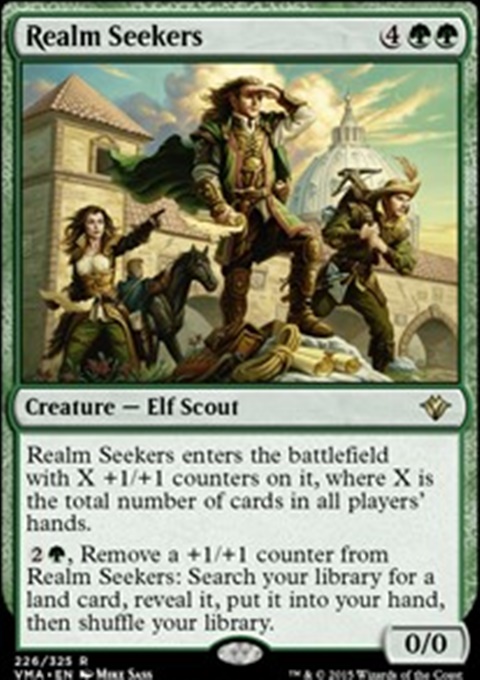 Realm Seekers 4
Creature — Elf Scout
Realm Seekers enters the battlefield
with X +1/+1 counters on it, where X is
the total number of cards in all players'
hands.
2, Remove a +1/+1 counter from
Realm Seekers: Search your library for a
land card, reveal it, put it into your hand,
then shuffle your library.
0/0
226/325 R
VMA • EN Mike Sass
™ & © 2015 Wizards of the Coast